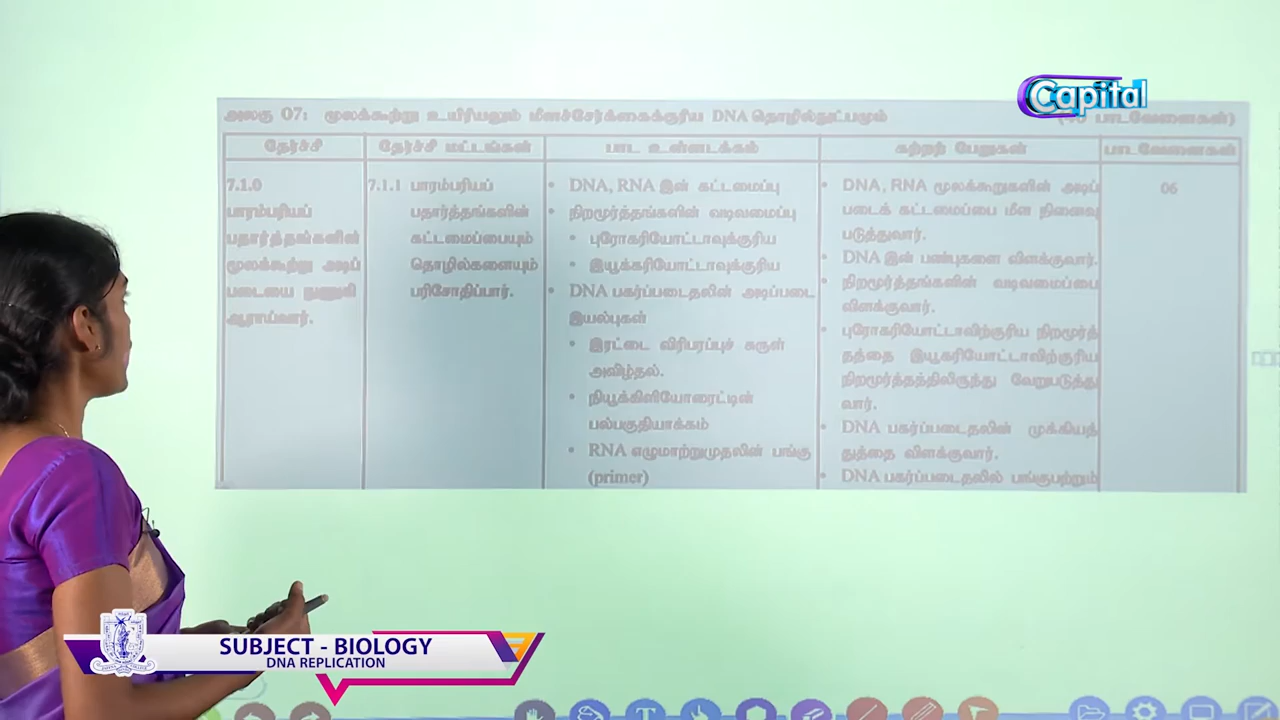 Capital
அலகு 07: மூலக்கூற்று உயிரியலும் மீளச்சேர்க்கைக்குரிய DNA தொழில்நுட்பமும் பாடவேளைகள்)
தேர்ச்சி தேர்ச்சி மட்டங்கள் பாட உள்ளடக்கம் கற்றற் பேறுகள் பாடவேளைகள்
7.1.0
பாரம்பரியப்
பதார்த்தங்களின்
மூலக்கூற்று அடிப்
படையை நுணுகி
ஆராய்வார்.
7.1.1 பாரம்பரியப்
பதார்த்தங்களின்
கட்டமைப்பையும்
தொழில்களையும்
பரிசோதிப்பார்.
• DNA, RNA இன் கட்டமைப்பு
• நிறமூர்த்தங்களின் வடிவமைப்பு
• புரோகரியோட்டாவுக்குரிய
• இயூக்கரியோட்டாவுக்குரிய
• DNA பகர்ப்படைதலின் அடிப்படை
இயல்புகள்
• இரட்டை விரிபரப்புச் சுருள்
அவிழ்தல்.
• நியூக்கிளியோரைட்டின்
பல்பகுதியாக்கம்
• RNA எழுமாற்றுமுதலின் பங்கு
(primer)
• DNA, RNA மூலக்கூறுகளின் அடிப்
படைக் கட்டமைப்பை மீள நினைவு
படுத்துவார்.
• DNA இன் பண்புகளை விளக்குவார்.
• நிறமூர்த்தங்களின் வடிவமைப்பை
விளக்குவார்.
• புரோகரியோட்டாவிற்குரிய நிறமூர்த்
தத்தை இயூகரியோட்டாவிற்குரிய
நிறமூர்த்தத்திலிருந்து வேறுபடுத்து
வார்.
• DNA பகர்ப்படைதலின் முக்கியத்
துத்தை விளக்குவார்.
• DNA பகர்ப்படைதலில் பங்குபற்றும்
06
SUBJECT - BIOLOGY
DNA REPLICATION